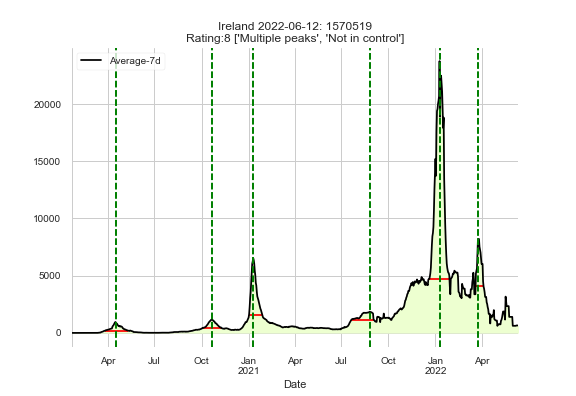 Ireland 2022-06-12: 1570519
Rating:8 ['Multiple peaks', 'Not in control']
Average-7d
20000
15000
10000
5000
0
Apr Jul Oct Jan Apr Jul Oct Jan Apr
2021 2022
Date